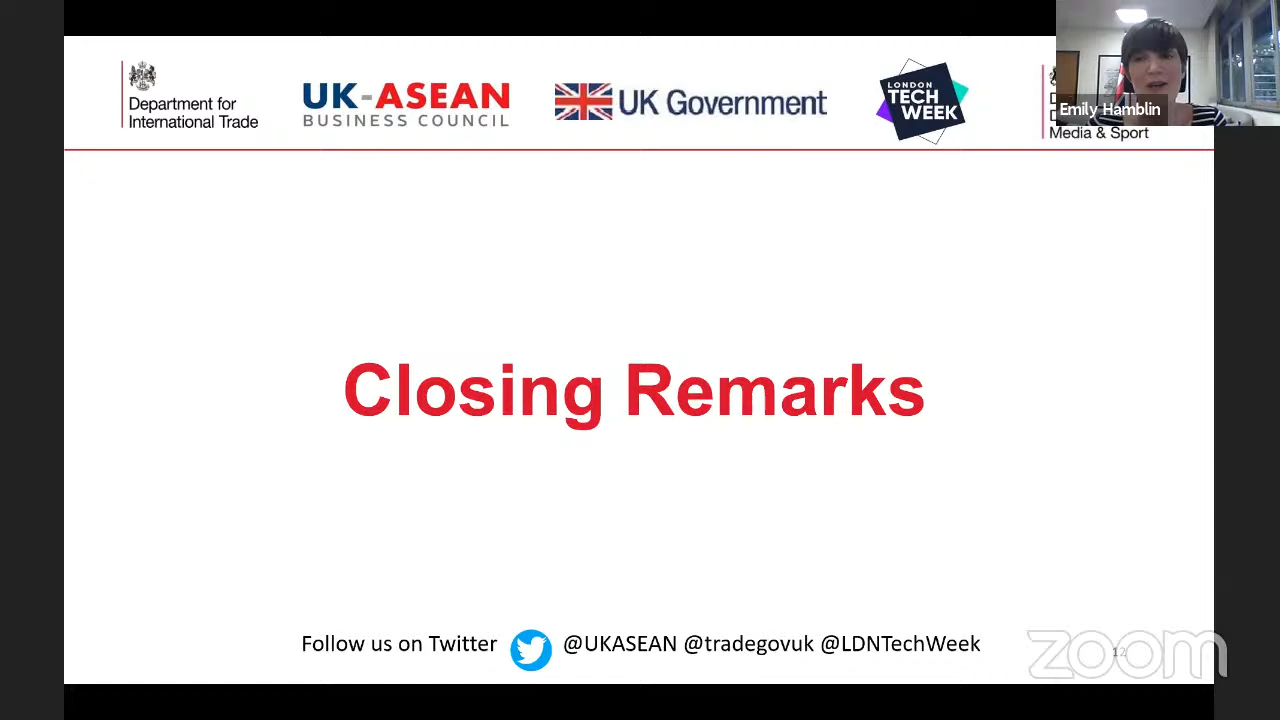 Department for
International Trade
UK-ASEAN
BUSINESS COUNCIL
UK Government
LONDON
TECH
WEEK
Emily Hamblin
Media & Sport
Closing Remarks
Follow us on Twitter @UKASEAN @tradegovuk @LDNTechWeek
12
zoom